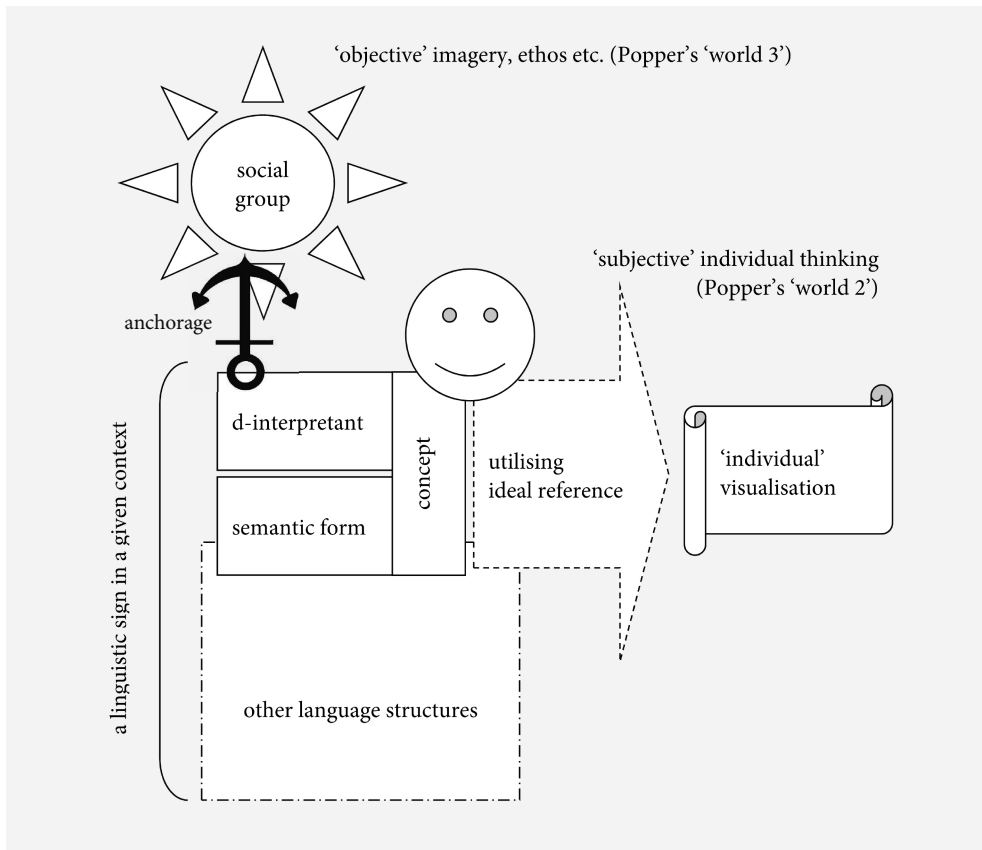 ‘objective’ imagery, ethos etc. (Popper’s ‘world 3’)
social
group
‘subjective’ individual thinking
(Popper’s ‘world 2’)
anchorage
d-interpretant
concept
utilising
ideal reference
‘individual’
visualisation
semantic form
a linguistic sign in a given context
other language structures